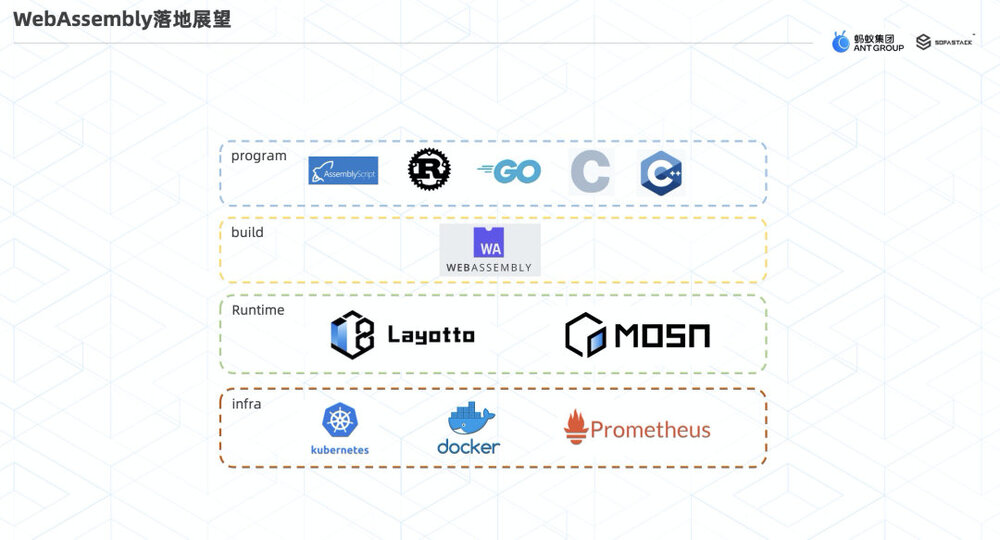 WebAssembly落地展望
蚂蚁集团
ANT GROUP
SOFASTACK
program
AssemblyScript
R
GO
C
C++
build
WA
WEBASSEMBLY
Runtime
Layotto
MOSN
infra
kubernetes
docker
Prometheus